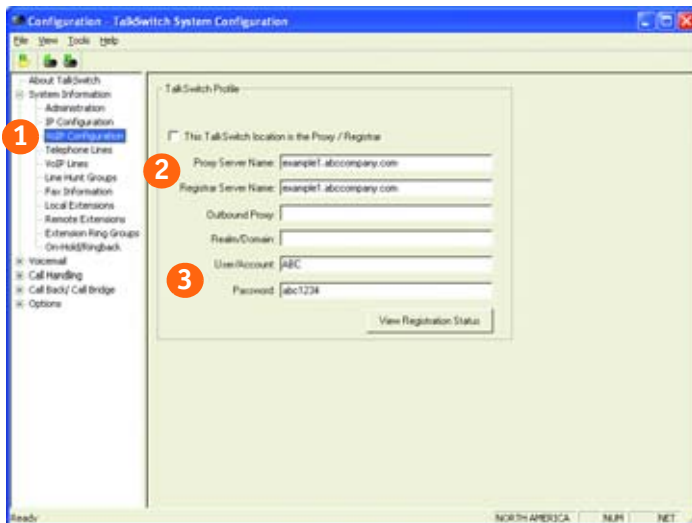 Configuration - TalkSwitch System Configuration
File View Tools Help
About TalkSwitch
System Information
Administration
IP Configuration
VoIP Configuration
Telephone Lines
VoIP Lines
Line Hunt Groups
Fax Information
Local Extensions
Remote Extensions
Extension Ring Groups
On-Hold/Ringback
Voicemail
Call Handling
Call Back/ Call Bridge
Options
1
TalkSwitch Profile
This TalkSwitch location is the Proxy / Registrar
2
Proxy Server Name: example1.abccompany.com
Registrar Server Name: example1.abccompany.com
Outbound Proxy:
Realm/Domain:
3
User/Account: ABC
Password: abc1234
View Registration Status
Ready
NORTH AMERICA NUM NET